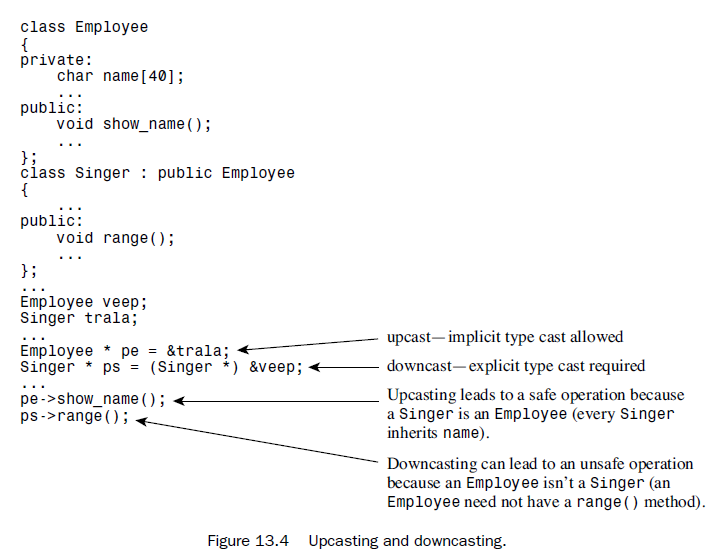 class Employee
{
private:
    char name[40];
    ...
public:
    void show_name();
    ...
};
class Singer : public Employee
{
    ...
public:
    void range();
    ...
};
...
Employee veep;
Singer trala;
...
Employee * pe = &trala;
upcast—implicit type cast allowed
Singer * ps = (Singer *) &veep;
downcast—explicit type cast required
...
pe->show_name();
ps->range();
Upcasting leads to a safe operation because
a Singer is an Employee (every Singer
inherits name).
Downcasting can lead to an unsafe operation
because an Employee isn't a Singer (an
Employee need not have a range() method).
Figure 13.4 Upcasting and downcasting.